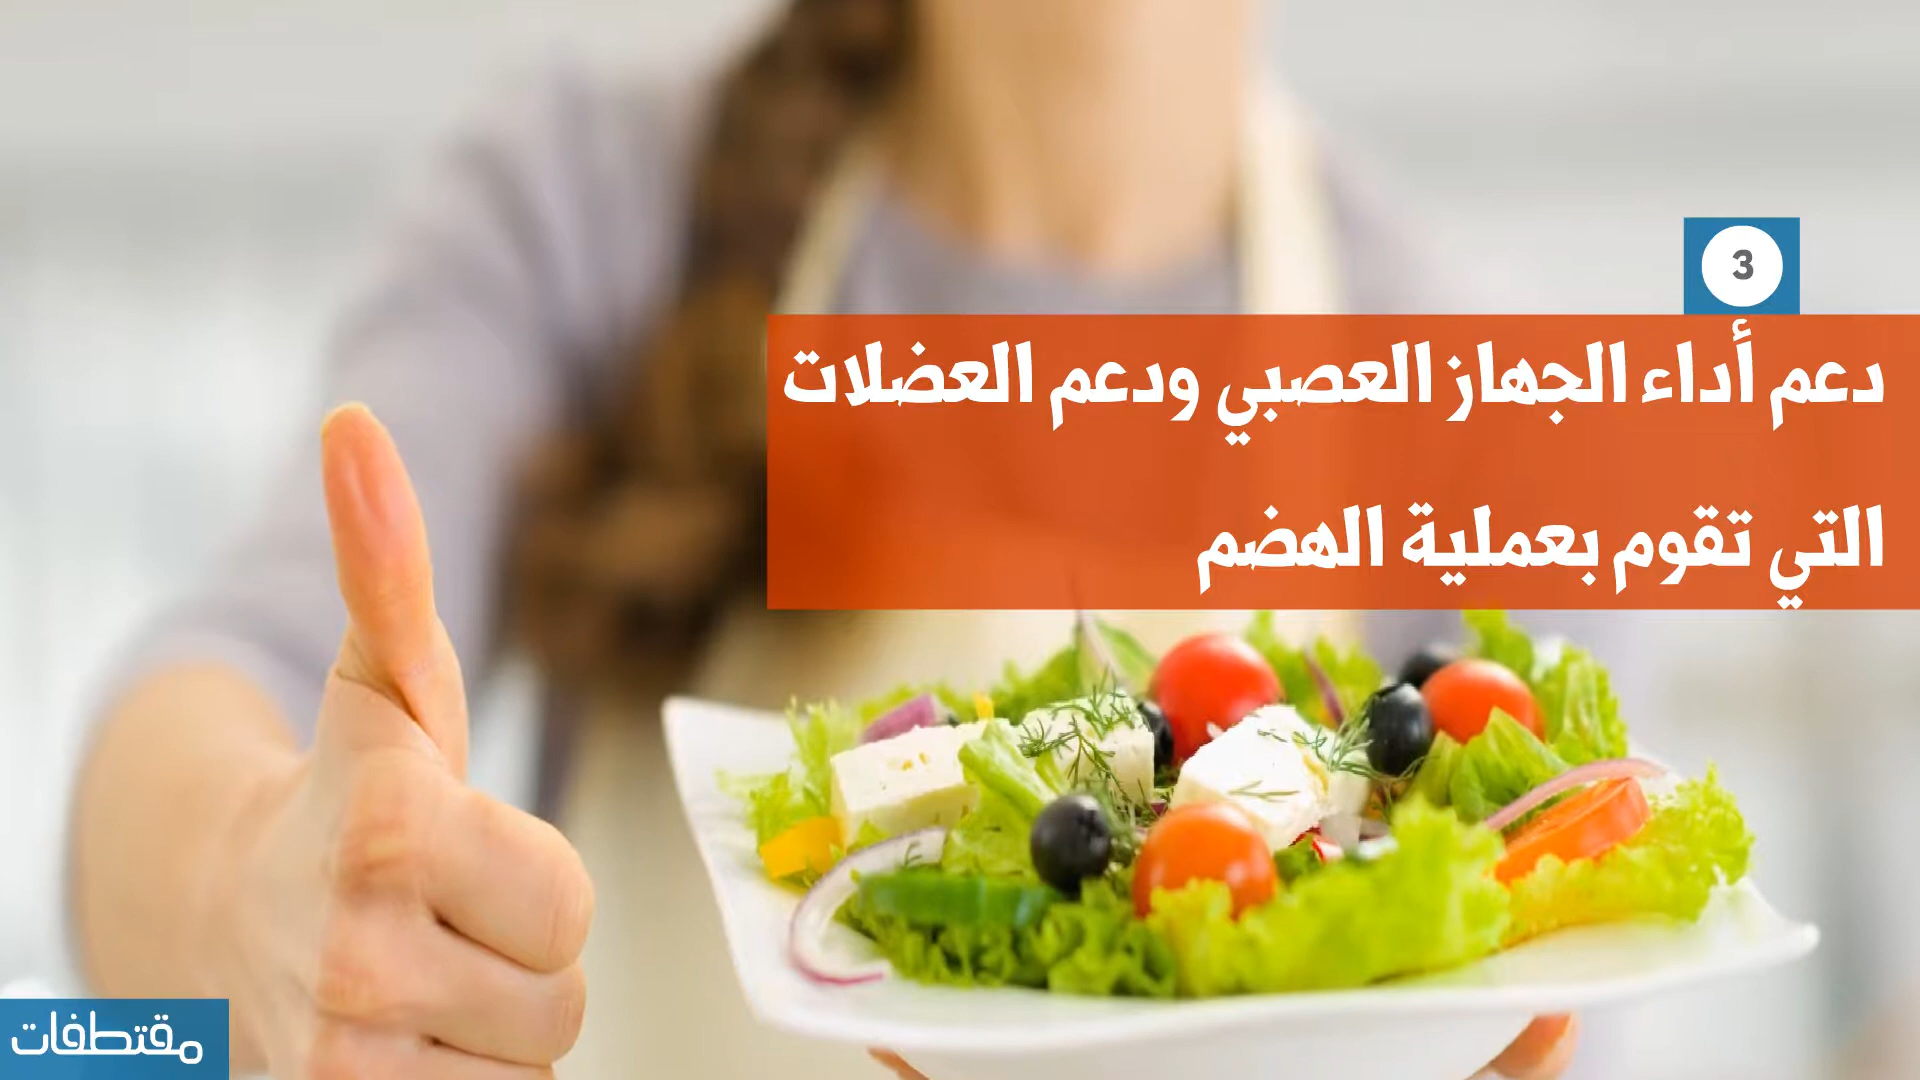 3
دعم أداء الجهاز العصبي ودعم العضلات
التي تقوم بعملية الهضم
مقتطفات